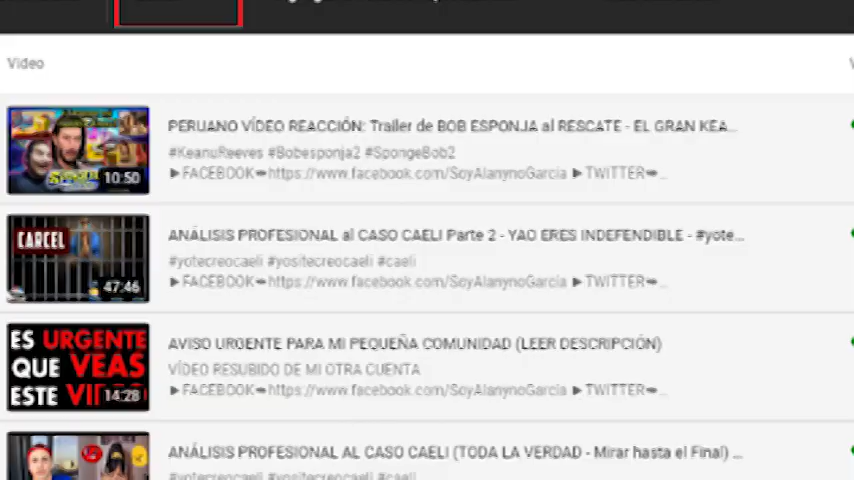 Video
PERUANO VÍDEO REACCIÓN: Trailer de BOB ESPONJA al RESCATE - EL GRAN KEA...
#KeanuReeves #Bobesponja2 #SpongeBob2
►FACEBOOK➨https://www.facebook.com/SoyAlanynoGarcia ►TWITTER➨...
10:50
ANÁLISIS PROFESIONAL al CASO CAELI Parte 2 - YAO ERES INDEFENDIBLE - #yote...
#yotecreocaeli #yositecreocaeli #caeli
►FACEBOOK➨https://www.facebook.com/SoyAlanynoGarcia ►TWITTER➨...
CARCEL
47:46
AVISO URGENTE PARA MI PEQUEÑA COMUNIDAD (LEER DESCRIPCIÓN)
VÍDEO RESUBIDO DE MI OTRA CUENTA
►FACEBOOK➨https://www.facebook.com/SoyAlanynoGarcia ►TWITTER➨...
ES URGENTE
QUE VEAS
ESTE
14:28
ANÁLISIS PROFESIONAL AL CASO CAELI (TODA LA VERDAD - Mirar hasta el Final) ...
#yotecreocaeli #yositecreocaeli #caeli